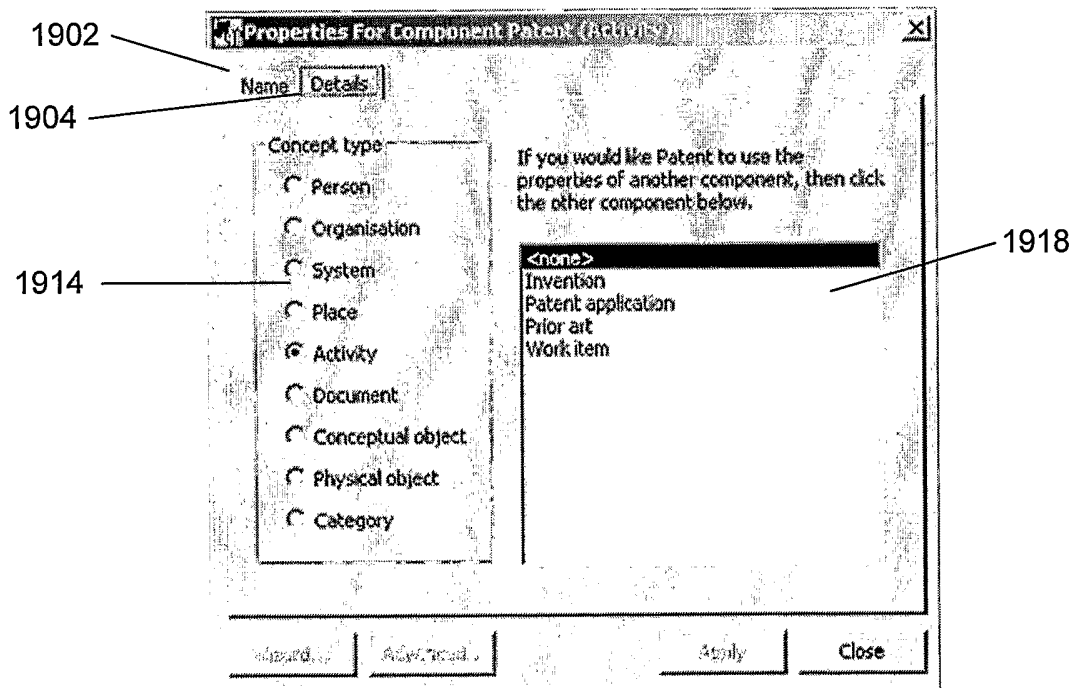 1902
Properties For Component Patent (Activity)
Name Details
1904
Concept type
Person
Organisation
System
Place
Activity
Document
Conceptual object
Physical object
Category
1914
If you would like Patent to use the
properties of another component, then click
the other component below.
<none>
Invention
Patent application
Prior art
Work item
1918
Wizard... Advanced... Apply Close